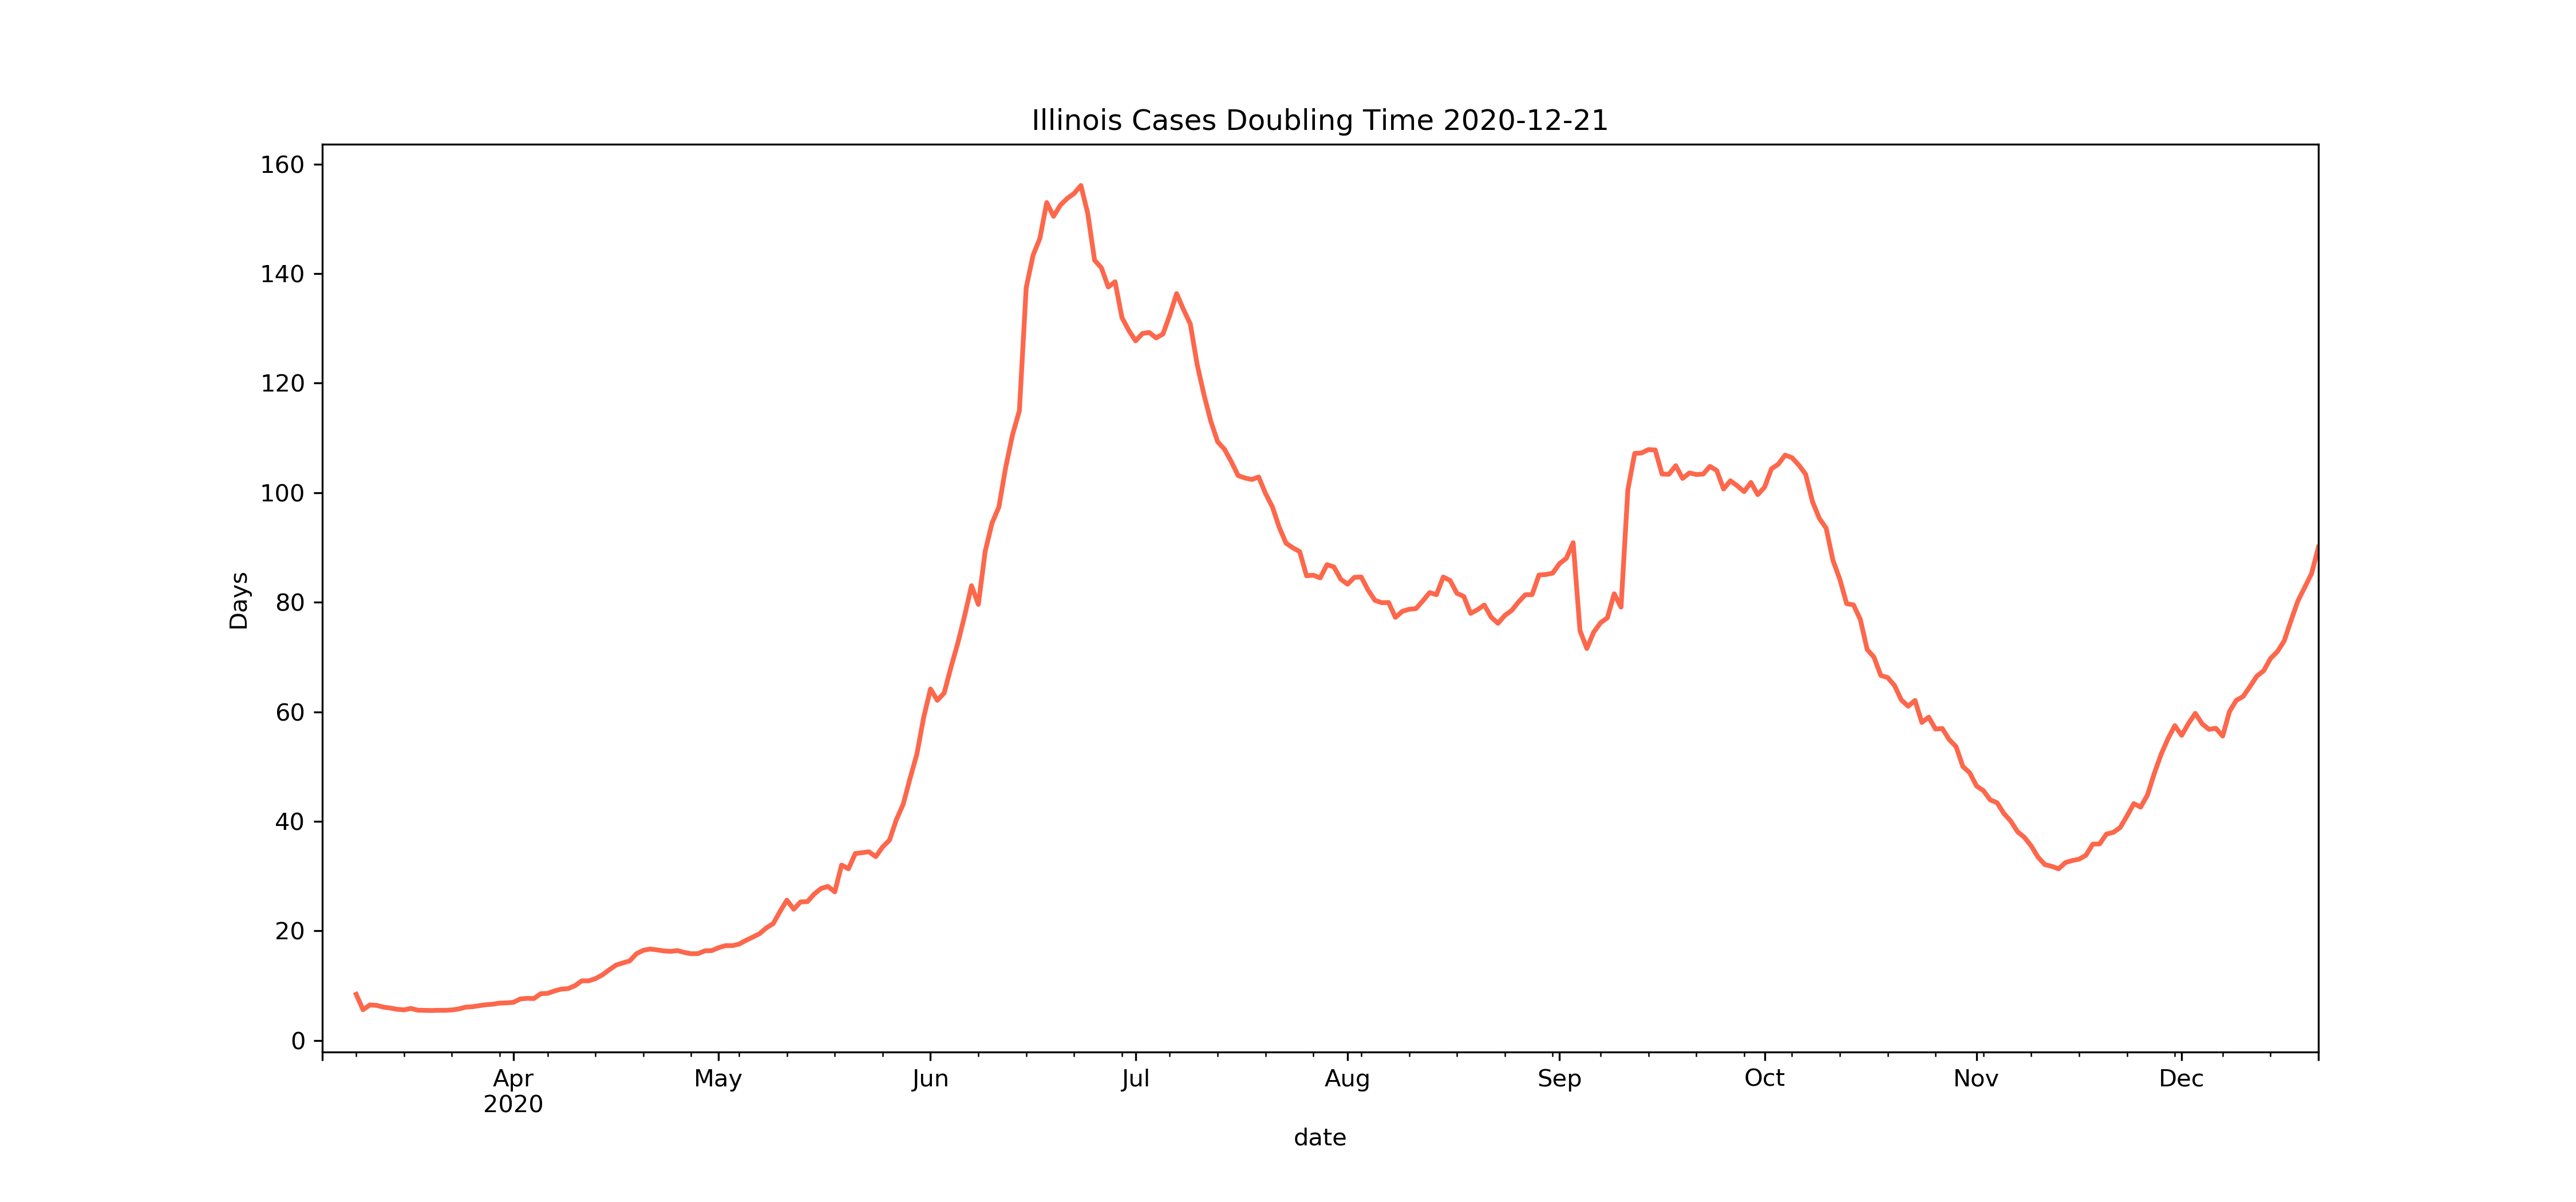 Illinois Cases Doubling Time 2020-12-21
160
140
120
100
80
60
40
20
0
Days
Apr May Jun Jul Aug Sep Oct Nov Dec
2020
date